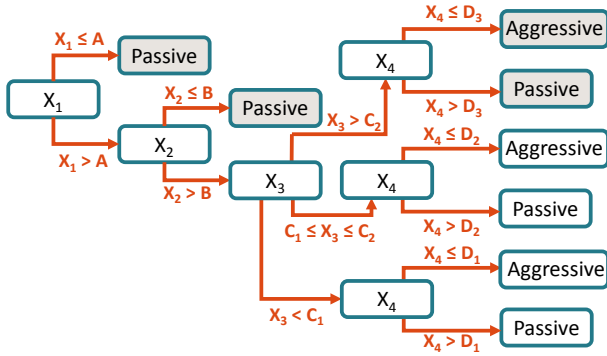 X₄ ≤ D₃
Aggressive
X₁ ≤ A
Passive
X₄
X₁
X₂ ≤ B
Passive
X₄ > D₃
Passive
X₃ > C₂
X₁ > A
X₂
X₄ ≤ D₂
Aggressive
X₂ > B
X₃
X₄
C₁ ≤ X₃ ≤ C₂
X₄ > D₂
Passive
X₄ ≤ D₁
Aggressive
X₃ < C₁
X₄
X₄ > D₁
Passive